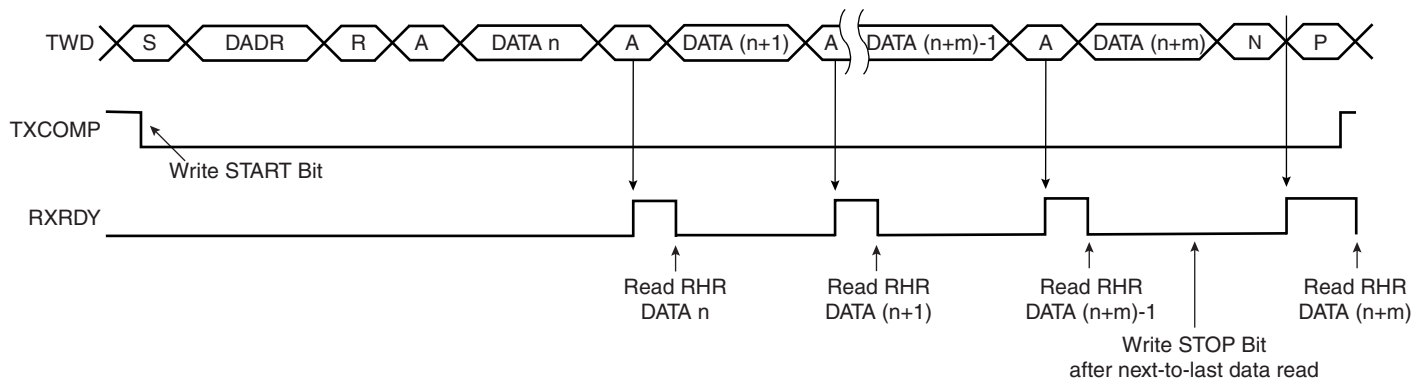 TWD S DADR R A DATA n A DATA (n+1) A DATA (n+m)-1 A DATA (n+m) N P
TXCOMP
Write START Bit
RXRDY
Read RHR Read RHR Read RHR Read RHR
DATA n DATA (n+1) DATA (n+m)-1 DATA (n+m)
Write STOP Bit
after next-to-last data read